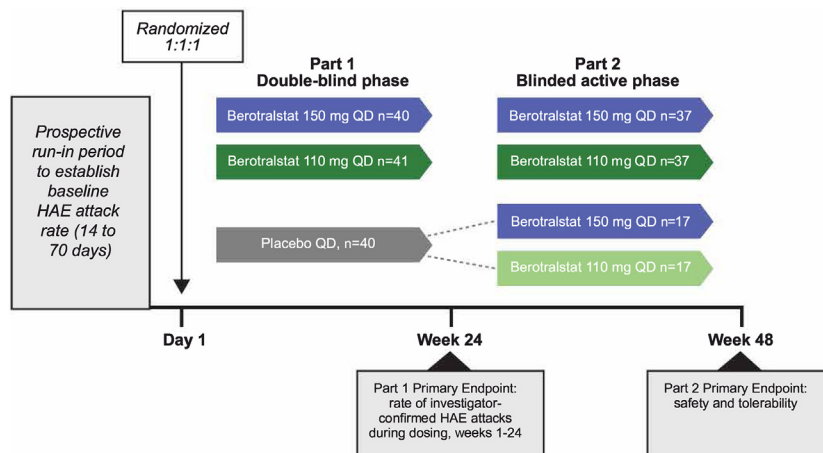 Randomized
1:1:1
Part 1
Double-blind phase
Part 2
Blinded active phase
Prospective
run-in period
to establish
baseline
HAE attack
rate (14 to
70 days)
Berotralstat 150 mg QD n=40
Berotralstat 150 mg QD n=37
Berotralstat 110 mg QD n=41
Berotralstat 110 mg QD n=37
Placebo QD, n=40
Berotralstat 150 mg QD n=17
Berotralstat 110 mg QD n=17
Day 1
Week 24
Week 48
Part 1 Primary Endpoint:
rate of investigator-
confirmed HAE attacks
during dosing, weeks 1-24
Part 2 Primary Endpoint:
safety and tolerability